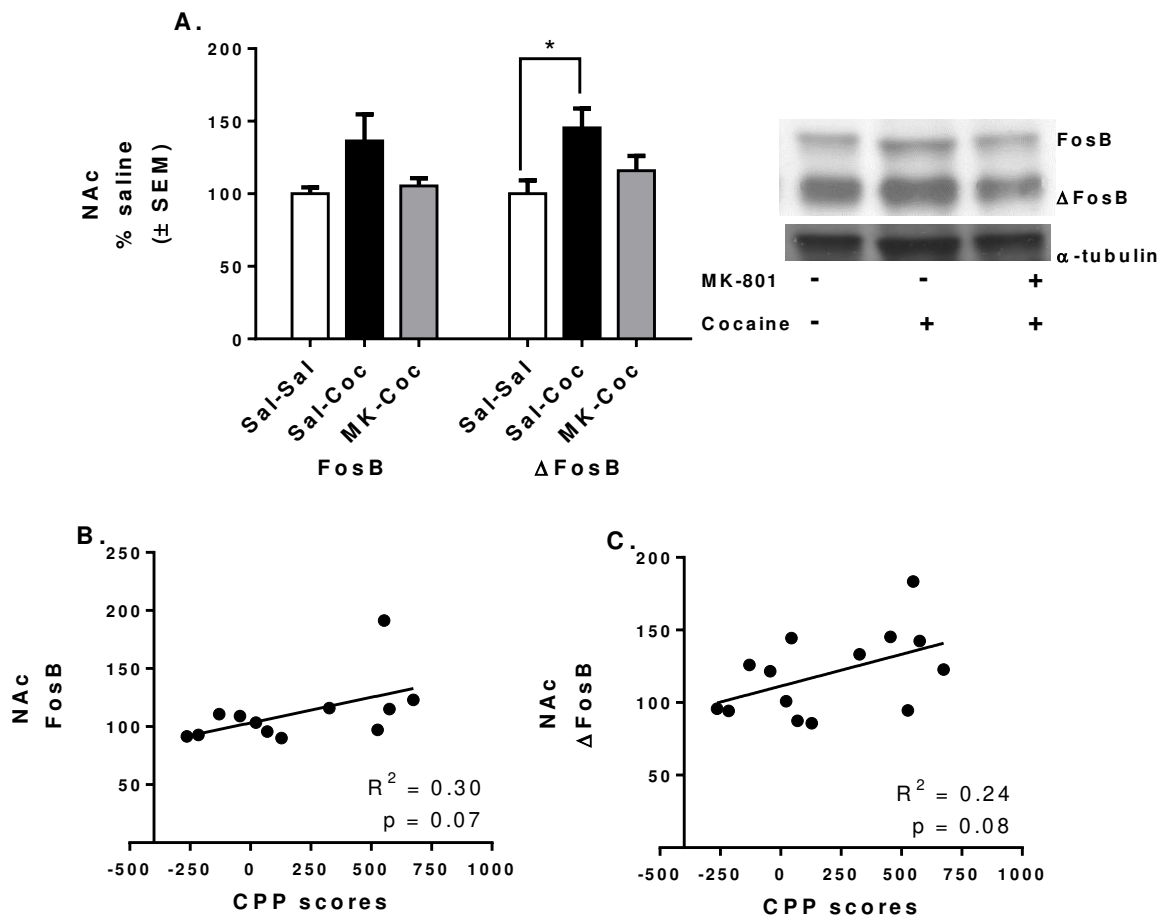 A.
NAc
% saline
(± SEM)
200
150
100
50
0
*
Sal-Sal
Sal-Coc
MK-Coc
Sal-Sal
Sal-Coc
MK-Coc
FosB
ΔFosB
FosB
ΔFosB
α-tubulin
MK-801 - - +
Cocaine - + +
B.
NAc
FosB
250
200
150
100
50
R² = 0.30
p = 0.07
-500 -250 0 250 500 750 1000
CPP scores
C.
NAc
ΔFosB
200
150
100
50
R² = 0.24
p = 0.08
-500 -250 0 250 500 750 1000
CPP scores